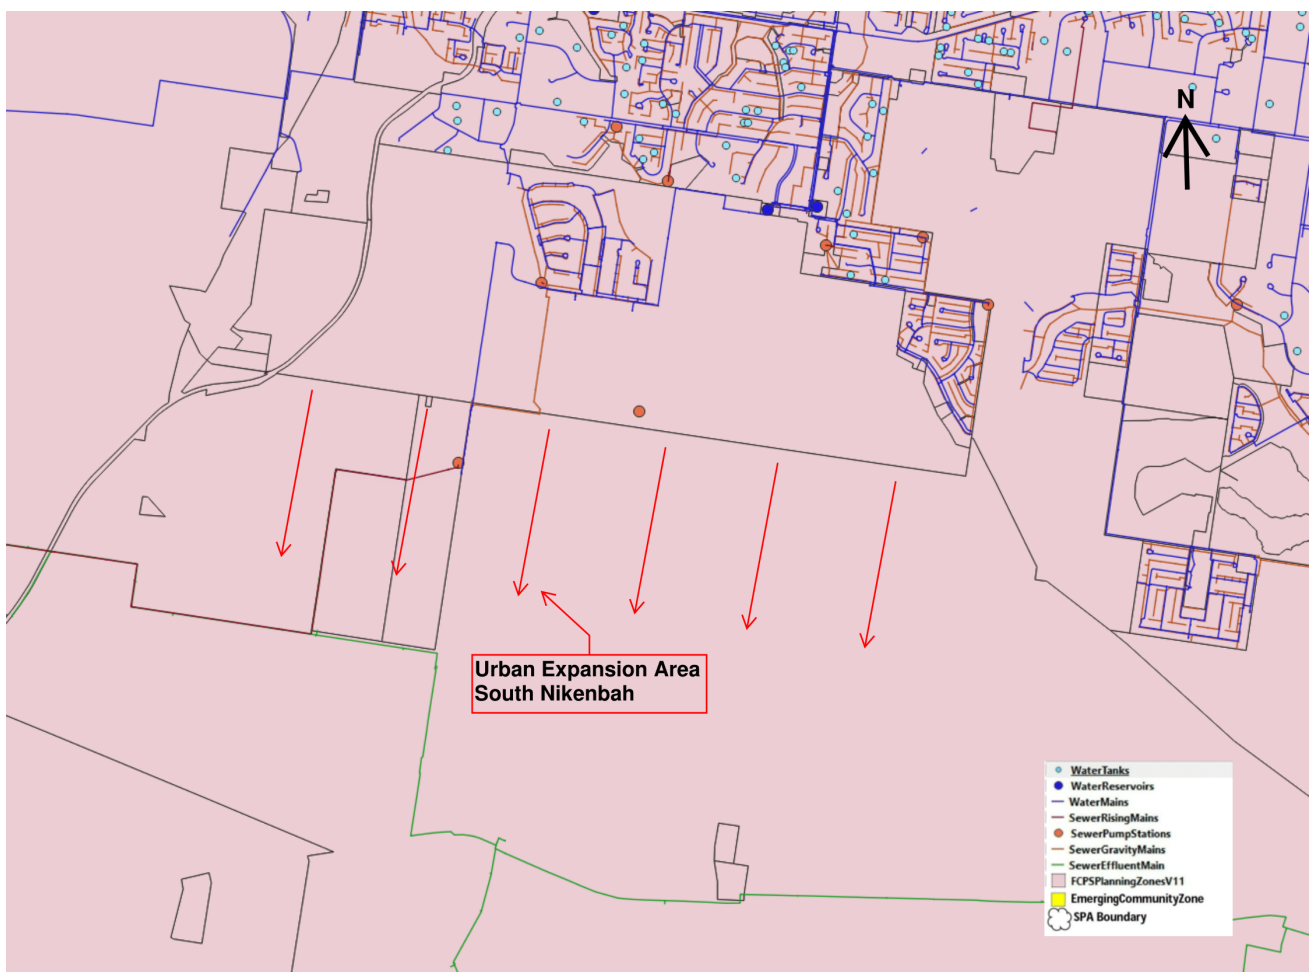 N
Urban Expansion Area
South Nikenbah
WaterTanks
WaterReservoirs
WaterMains
SewerRisingMains
SewerPumpStations
SewerGravityMains
SewerEffluentMain
FCPSPlanningZonesV11
EmergingCommunityZone
SPA Boundary